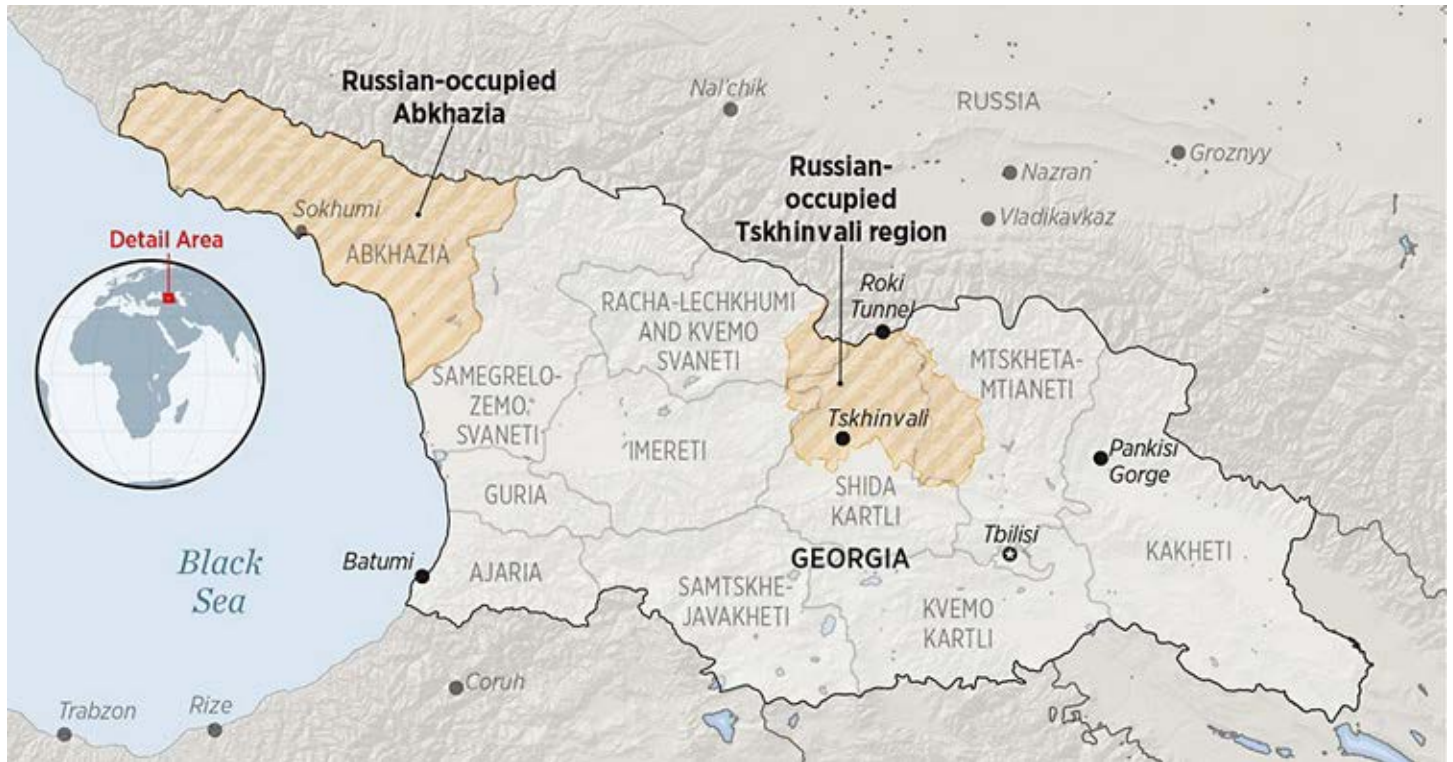 Russian-occupied
Abkhazia
Nal'chik
RUSSIA
Groznyy
Russian-
occupied
Tskhinvali region
Nazran
Vladikavkaz
Sokhumi
Detail Area
ABKHAZIA
Roki
Tunnel
RACHA-LECHKHUMI
AND KVEMO
SVANETI
MTSKHETA-
MTIANETI
SAMEGRELO-
ZEMO
SVANETI
Tskhinvali
IMERETI
Pankisi
Gorge
GURIA
SHIDA
KARTLI
Tbilisi
KAKHETI
GEORGIA
Black
Sea
Batumi
AJARIA
SAMTSKHE-
JAVAKHETI
KVEMO
KARTLI
Coruh
Trabzon
Rize